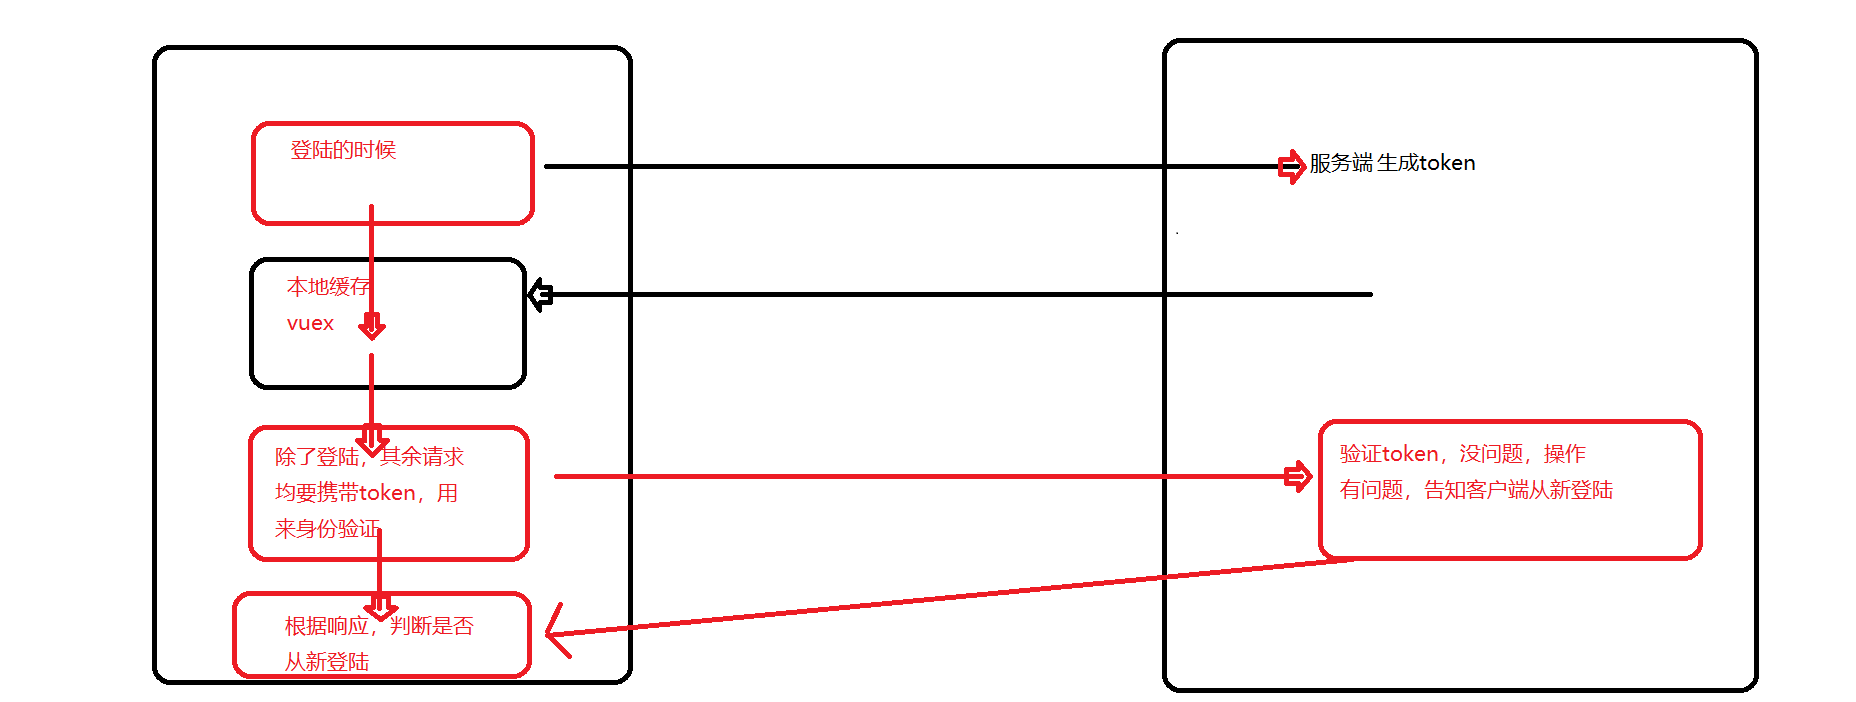 登陆的时候
服务端 生成token
本地缓存
vuex
除了登陆，其余请求
均要携带token，用
来身份验证
验证token，没问题，操作
有问题，告知客户端从新登陆
根据响应，判断是否
从新登陆